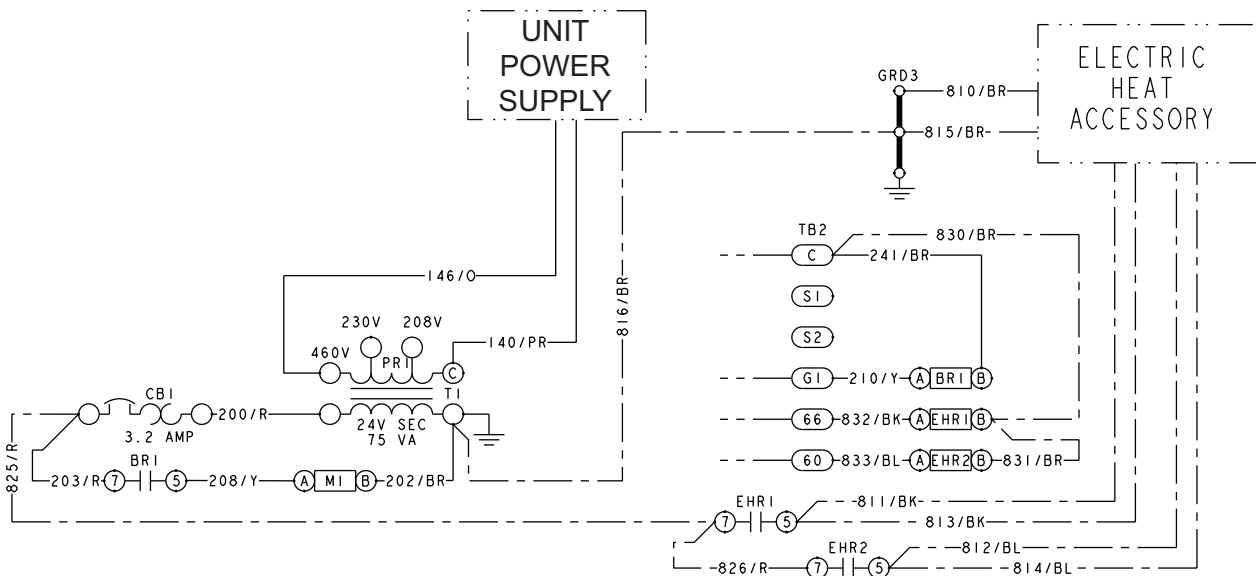 UNIT
POWER
SUPPLY
ELECTRIC
HEAT
ACCESSORY
GRD3
810/BR
815/BR
TB2
830/BR
C
241/BR
146/O
816/BR
S1
230V 208V
140/PR
S2
460V
PR1
C
G1 210/Y A BR1 B
T1
CB1
200/R
24V SEC
75 VA
66 832/BK A EHR1 B
3.2 AMP
825/R
BR1
60 833/BL A EHR2 B 831/BR
203/R 7 5 208/Y A M1 B 202/BR
EHR1
811/BK
7 5 813/BK
EHR2
812/BL
826/R 7 5 814/BL